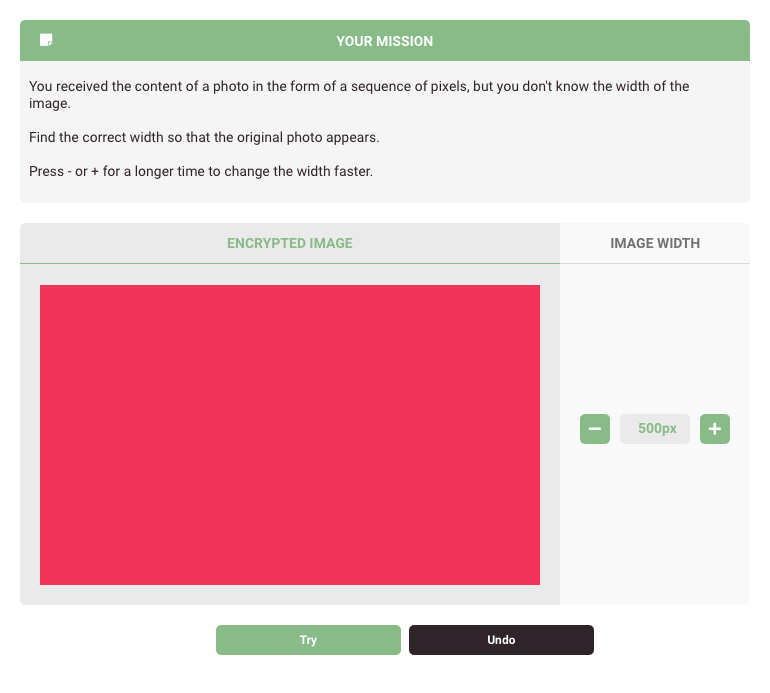 YOUR MISSION
You received the content of a photo in the form of a sequence of pixels, but you don't know the width of the
image.
Find the correct width so that the original photo appears.
Press - or + for a longer time to change the width faster.
ENCRYPTED IMAGE
IMAGE WIDTH
− 500px +
Try
Undo